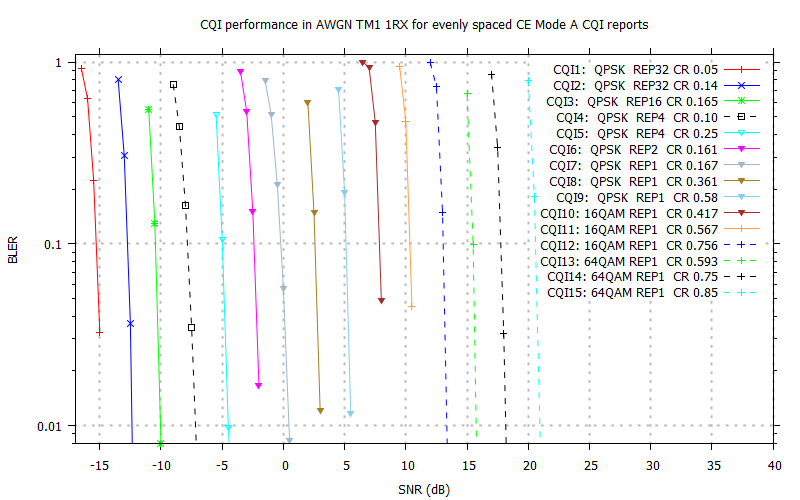 CQI performance in AWGN TM1 1RX for evenly spaced CE Mode A CQI reports
1
0.1
0.01
BLER
CQI1: QPSK REP32 CR 0.05
CQI2: QPSK REP32 CR 0.14
CQI3: QPSK REP16 CR 0.165
CQI4: QPSK REP4 CR 0.10
CQI5: QPSK REP4 CR 0.25
CQI6: QPSK REP2 CR 0.161
CQI7: QPSK REP1 CR 0.167
CQI8: QPSK REP1 CR 0.361
CQI9: QPSK REP1 CR 0.58
CQI10: 16QAM REP1 CR 0.417
CQI11: 16QAM REP1 CR 0.567
CQI12: 16QAM REP1 CR 0.756
CQI13: 64QAM REP1 CR 0.593
CQI14: 64QAM REP1 CR 0.75
CQI15: 64QAM REP1 CR 0.85
-15 -10 -5 0 5 10 15 20 25 30 35 40
SNR (dB)